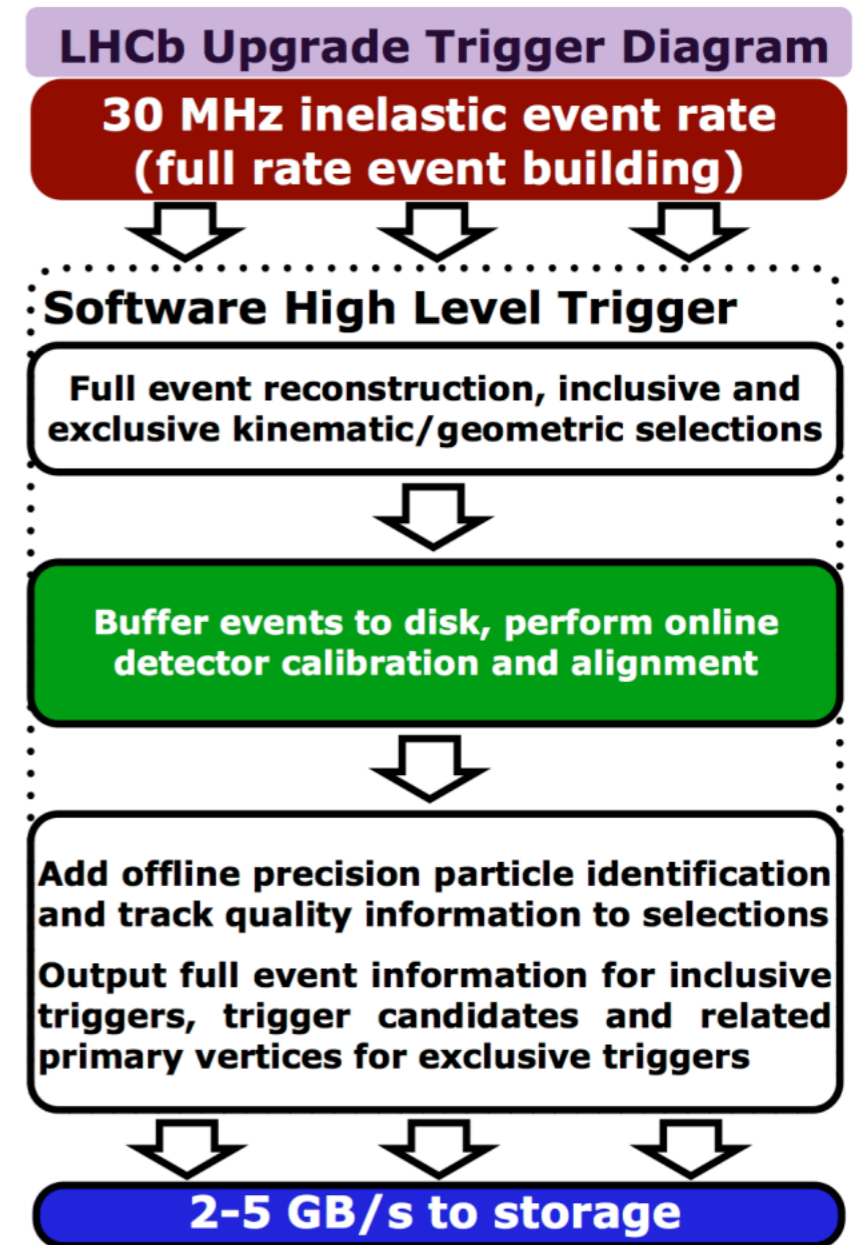 LHCb Upgrade Trigger Diagram
30 MHz inelastic event rate
(full rate event building)
Software High Level Trigger
Full event reconstruction, inclusive and
exclusive kinematic/geometric selections
Buffer events to disk, perform online
detector calibration and alignment
Add offline precision particle identification
and track quality information to selections
Output full event information for inclusive
triggers, trigger candidates and related
primary vertices for exclusive triggers
2-5 GB/s to storage